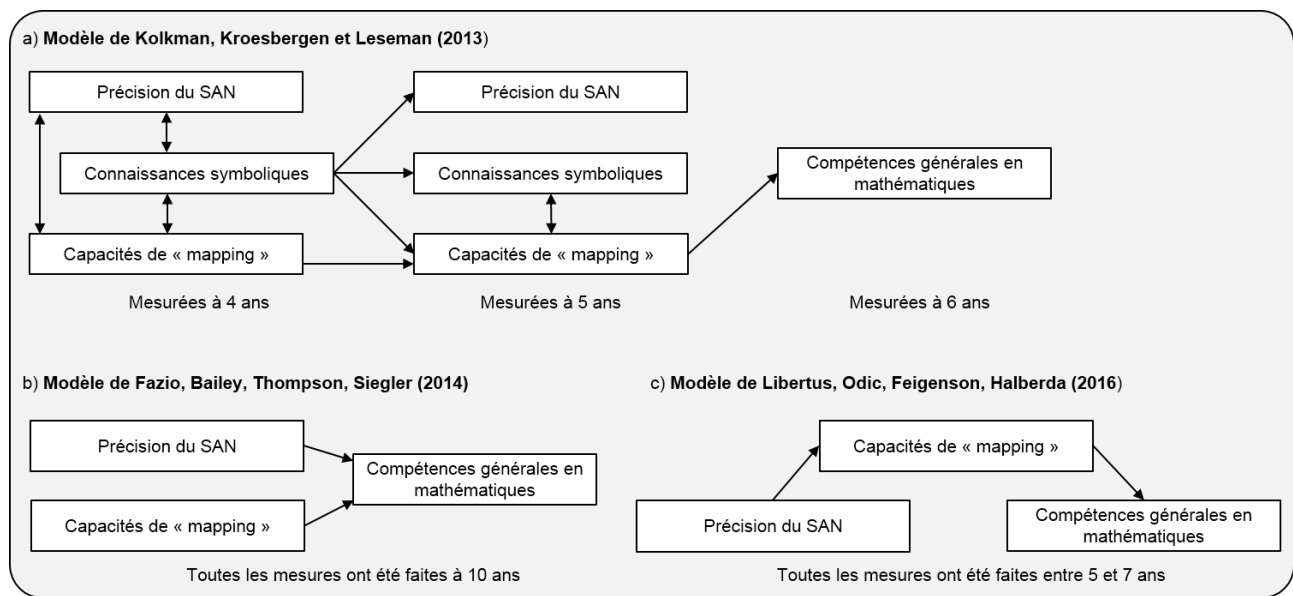 a) Modèle de Kolkman, Kroesbergen et Leseman (2013)
Précision du SAN
Précision du SAN
Connaissances symboliques
Connaissances symboliques
Compétences générales en
mathématiques
Capacités de « mapping »
Capacités de « mapping »
Mesurées à 4 ans
Mesurées à 5 ans
Mesurées à 6 ans
b) Modèle de Fazio, Bailey, Thompson, Siegler (2014)
Précision du SAN
Compétences générales en
mathématiques
Capacités de « mapping »
Toutes les mesures ont été faites à 10 ans
c) Modèle de Libertus, Odic, Feigenson, Halberda (2016)
Capacités de « mapping »
Précision du SAN
Compétences générales en
mathématiques
Toutes les mesures ont été faites entre 5 et 7 ans